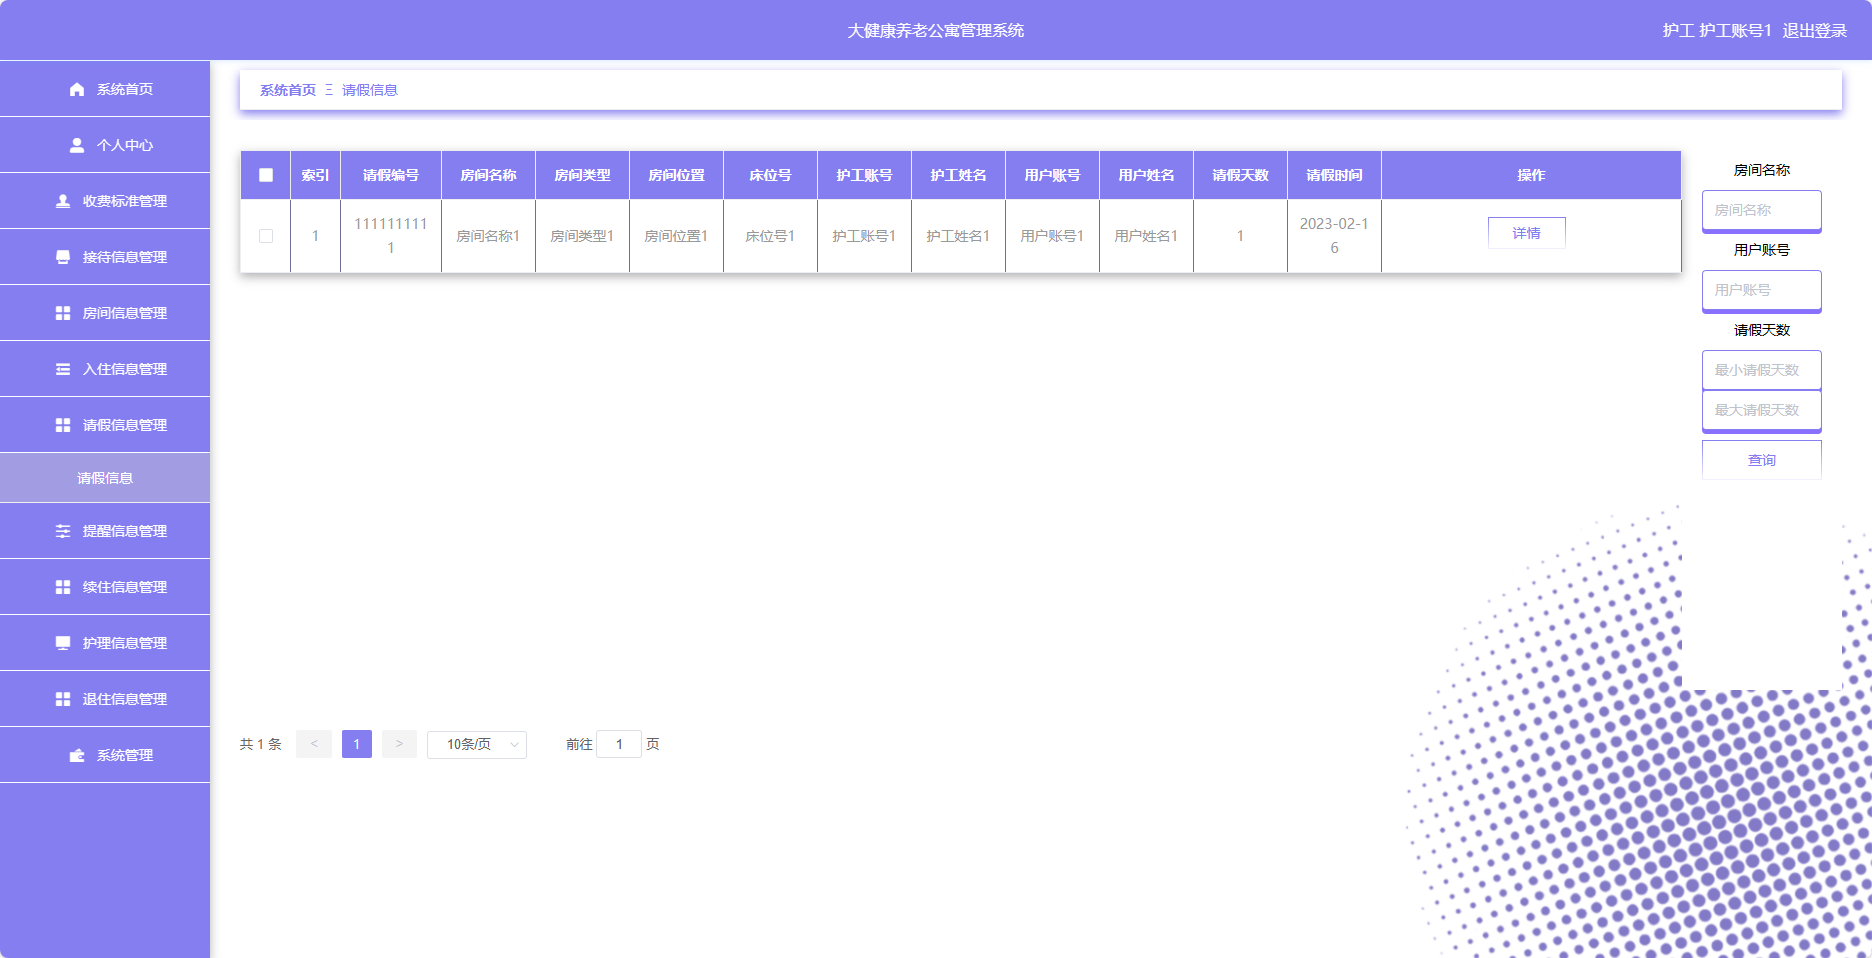 大健康养老公寓管理系统
护工 护工账号1 退出登录
系统首页
个人中心
收费标准管理
接待信息管理
房间信息管理
入住信息管理
请假信息管理
请假信息
提醒信息管理
续住信息管理
护理信息管理
退住信息管理
系统管理
系统首页 Ξ 请假信息
索引 请假编号 房间名称 房间类型 房间位置 床位号 护工账号 护工姓名 用户账号 用户姓名 请假天数 请假时间 操作
1 111111111 房间名称1 房间类型1 房间位置1 床位号1 护工账号1 护工姓名1 用户账号1 用户姓名1 1 2023-02-1 详情
1 6
房间名称
房间名称
用户账号
用户账号
请假天数
最小请假天数
最大请假天数
查询
共 1 条 < 1 > 10条/页 前往 1 页